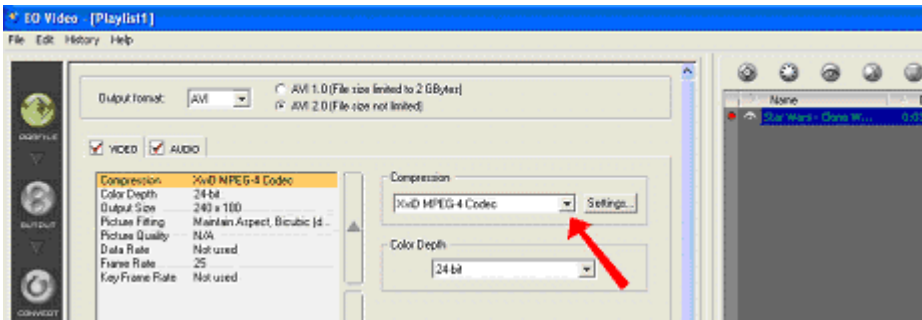 EO Video - [Playlist1]
File Edit History Help
Output format:
AVI
AVI 1.0 (File size limited to 2 GBytes)
AVI 2.0 (File size not limited)
VIDEO
AUDIO
Compression XviD MPEG-4 Codec
Color Depth 24-bit
Output Size 240 x 180
Picture Fitting Maintain Aspect, Bicubic (d...
Picture Quality N/A
Data Rate Not used
Frame Rate 25
Key Frame Rate Not used
Compression
XviD MPEG-4 Codec
Settings...
Color Depth
24-bit
OUTPUT
CONVERT
Name
Star Wars - Clone W...